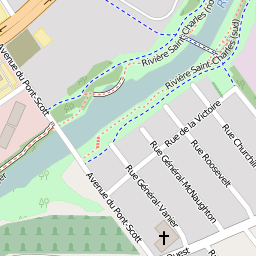 Rivière Saint-Charles (n
Rivière Saint-Charles (sud)
Avenue du Pont-Scott
Rue de la Victoire
Rue Churchill
Rue Roosevelt
Rue Général-McNaughton
Rue Général-Vanier
Avenue du Pont-Scott
Ouest